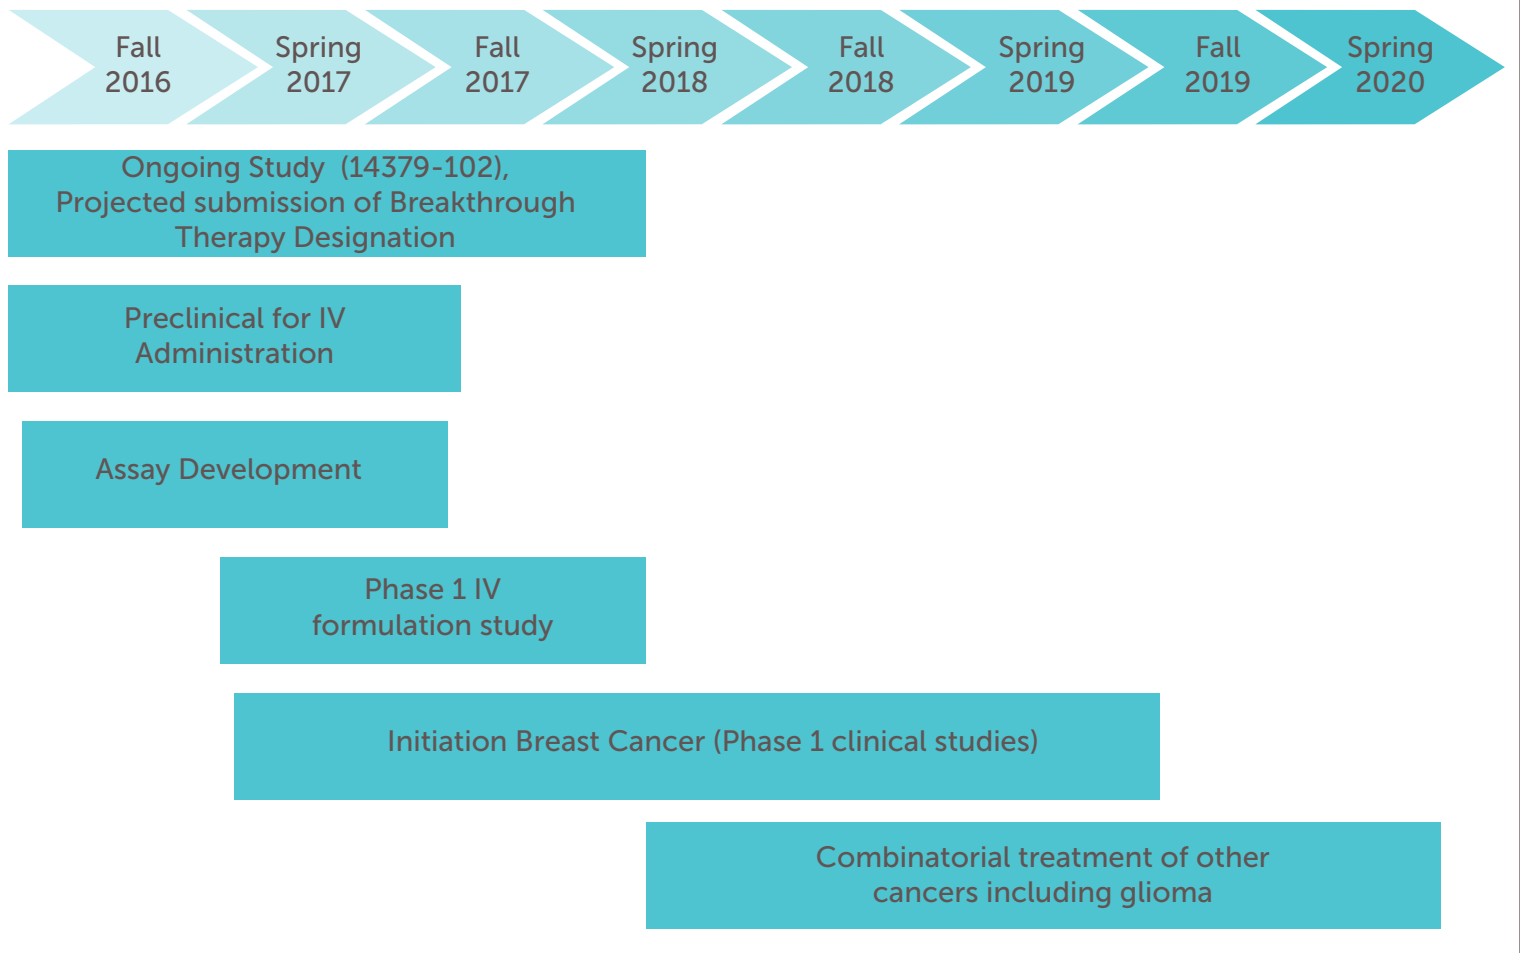 Fall
2016
Spring
2017
Fall
2017
Spring
2018
Fall
2018
Spring
2019
Fall
2019
Spring
2020
Ongoing Study (14379-102),
Projected submission of Breakthrough
Therapy Designation
Preclinical for IV
Administration
Assay Development
Phase 1 IV
formulation study
Initiation Breast Cancer (Phase 1 clinical studies)
Combinatorial treatment of other
cancers including glioma